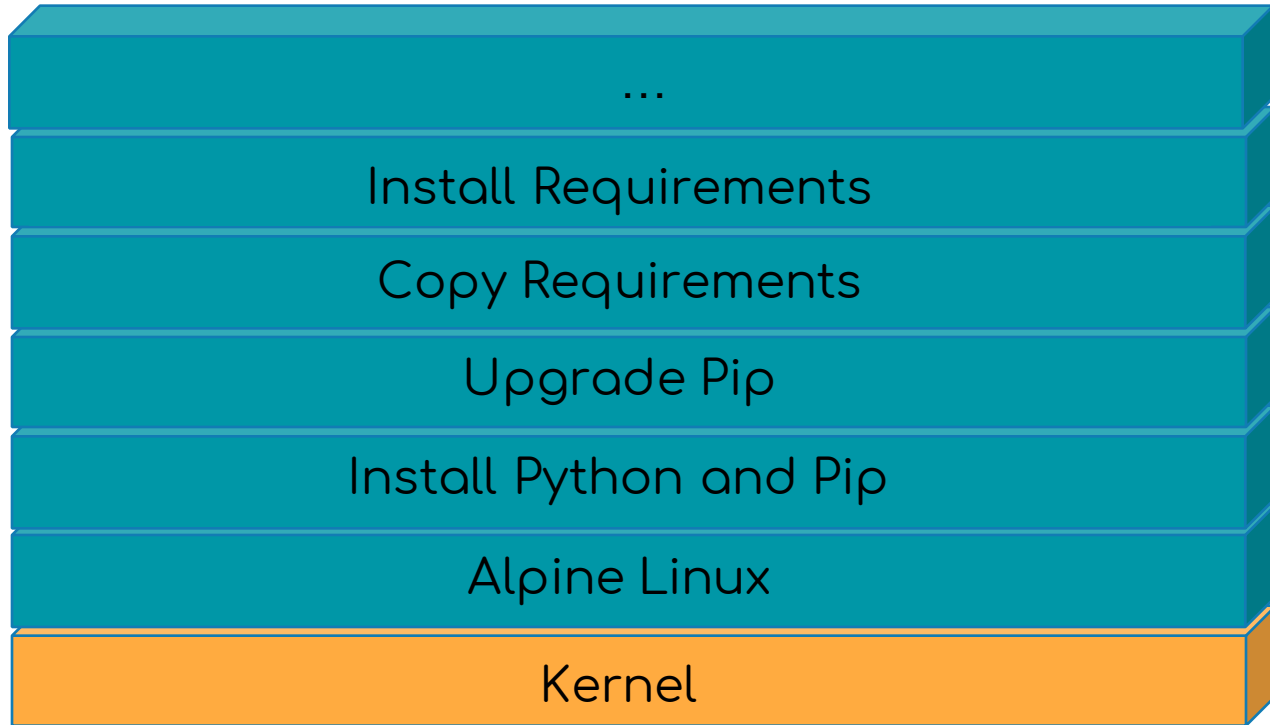 ...
Install Requirements
Copy Requirements
Upgrade Pip
Install Python and Pip
Alpine Linux
Kernel